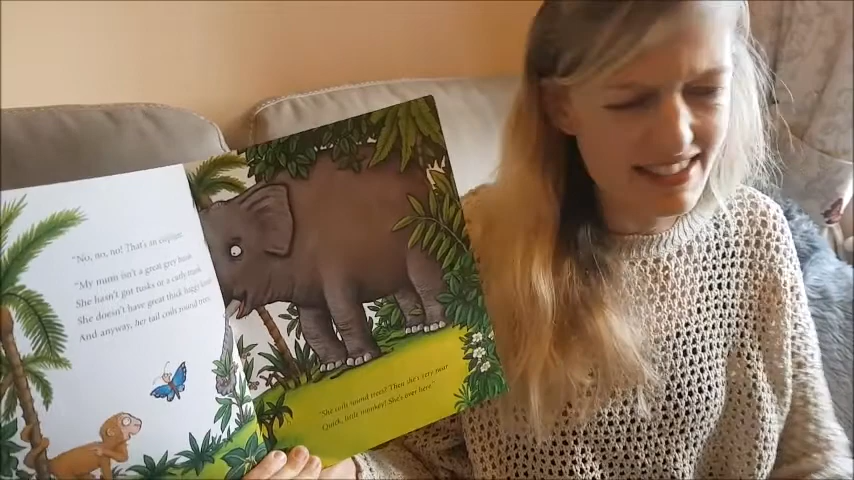 "No, no, no! That's an elephant.
"My mum isn't a great grey hunk.
She hasn't got tusks or a curly trunk.
She doesn't have great thick baggy knees.
And anyway, her tail coils round trees."
"She coils round trees? Then she's very near.
Quick, little monkey! She's over here."